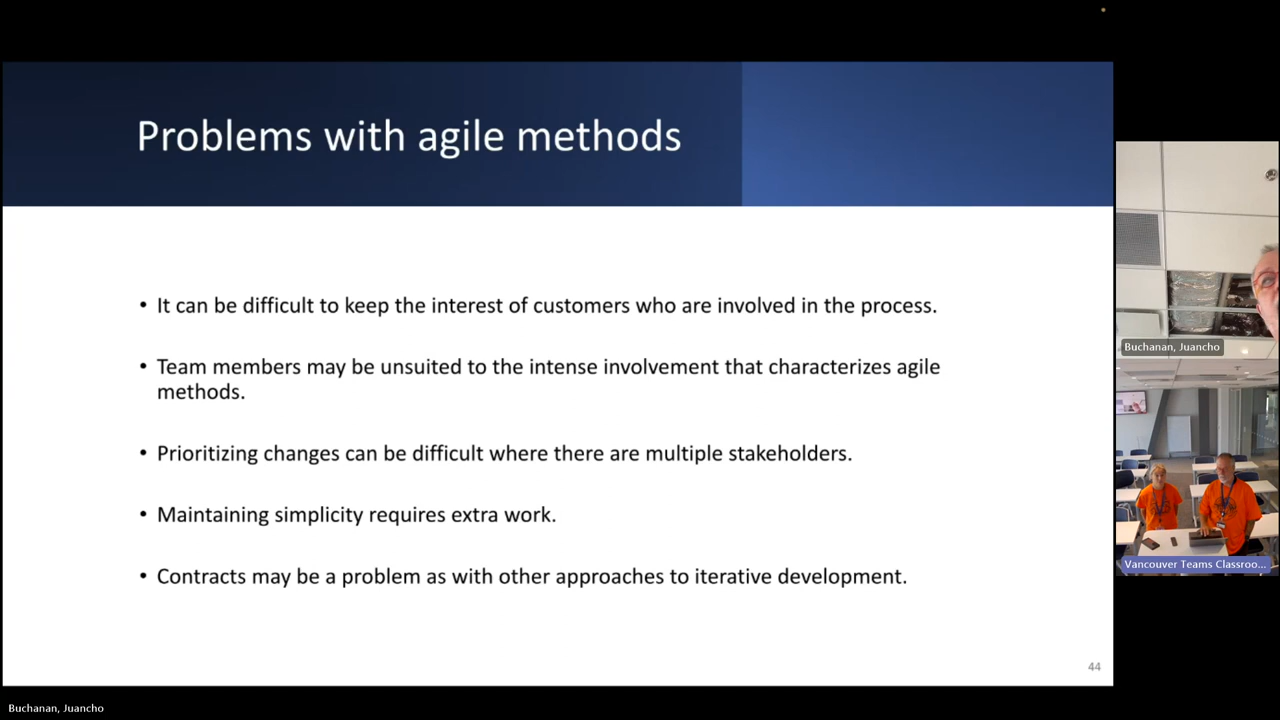 Problems with agile methods
• It can be difficult to keep the interest of customers who are involved in the process.
• Team members may be unsuited to the intense involvement that characterizes agile
methods.
• Prioritizing changes can be difficult where there are multiple stakeholders.
• Maintaining simplicity requires extra work.
• Contracts may be a problem as with other approaches to iterative development.
44
Buchanan, Juancho
Vancouver Teams Classroo...
Buchanan, Juancho